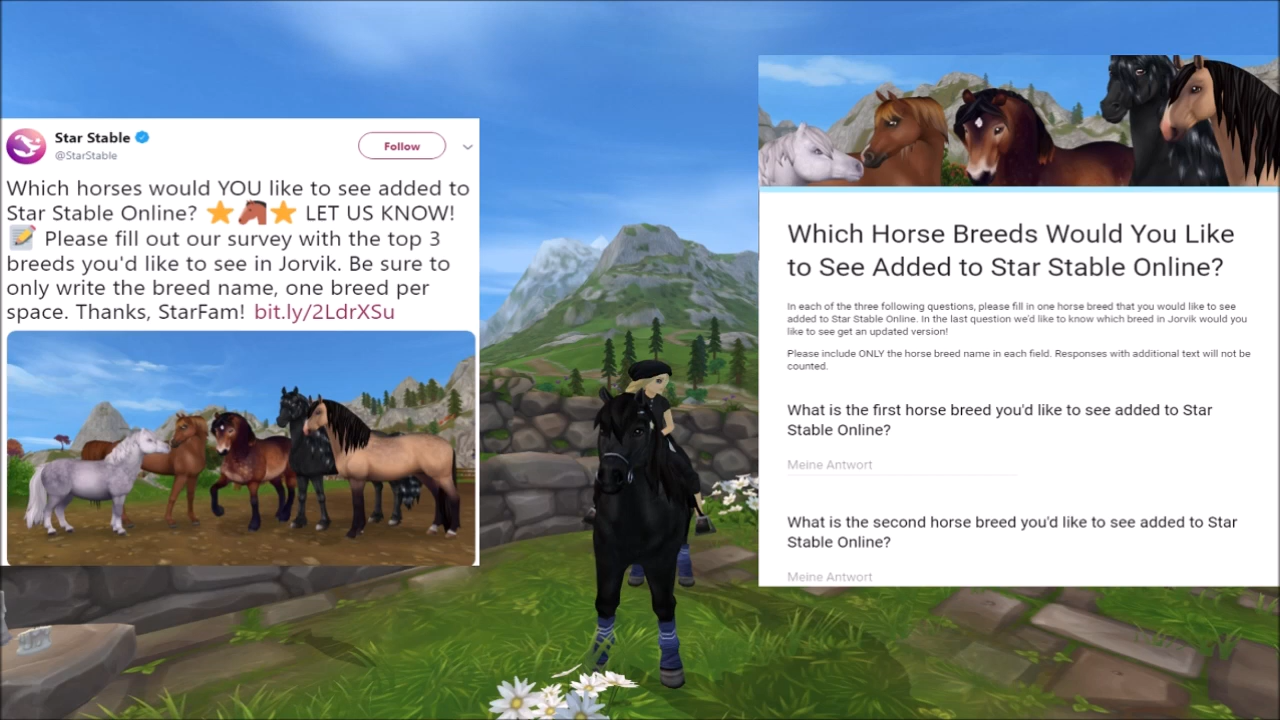 Star Stable
@StarStable
Follow
Which horses would YOU like to see added to
Star Stable Online? ⭐🐴⭐ LET US KNOW!
📝 Please fill out our survey with the top 3
breeds you'd like to see in Jorvik. Be sure to
only write the breed name, one breed per
space. Thanks, StarFam! bit.ly/2LdrXSu
Which Horse Breeds Would You Like
to See Added to Star Stable Online?
In each of the three following questions, please fill in one horse breed that you would like to see
added to Star Stable Online. In the last question we'd like to know which breed in Jorvik would you
like to see get an updated version!
Please include ONLY the horse breed name in each field. Responses with additional text will not be
counted.
What is the first horse breed you'd like to see added to Star
Stable Online?
Meine Antwort
What is the second horse breed you'd like to see added to Star
Stable Online?
Meine Antwort